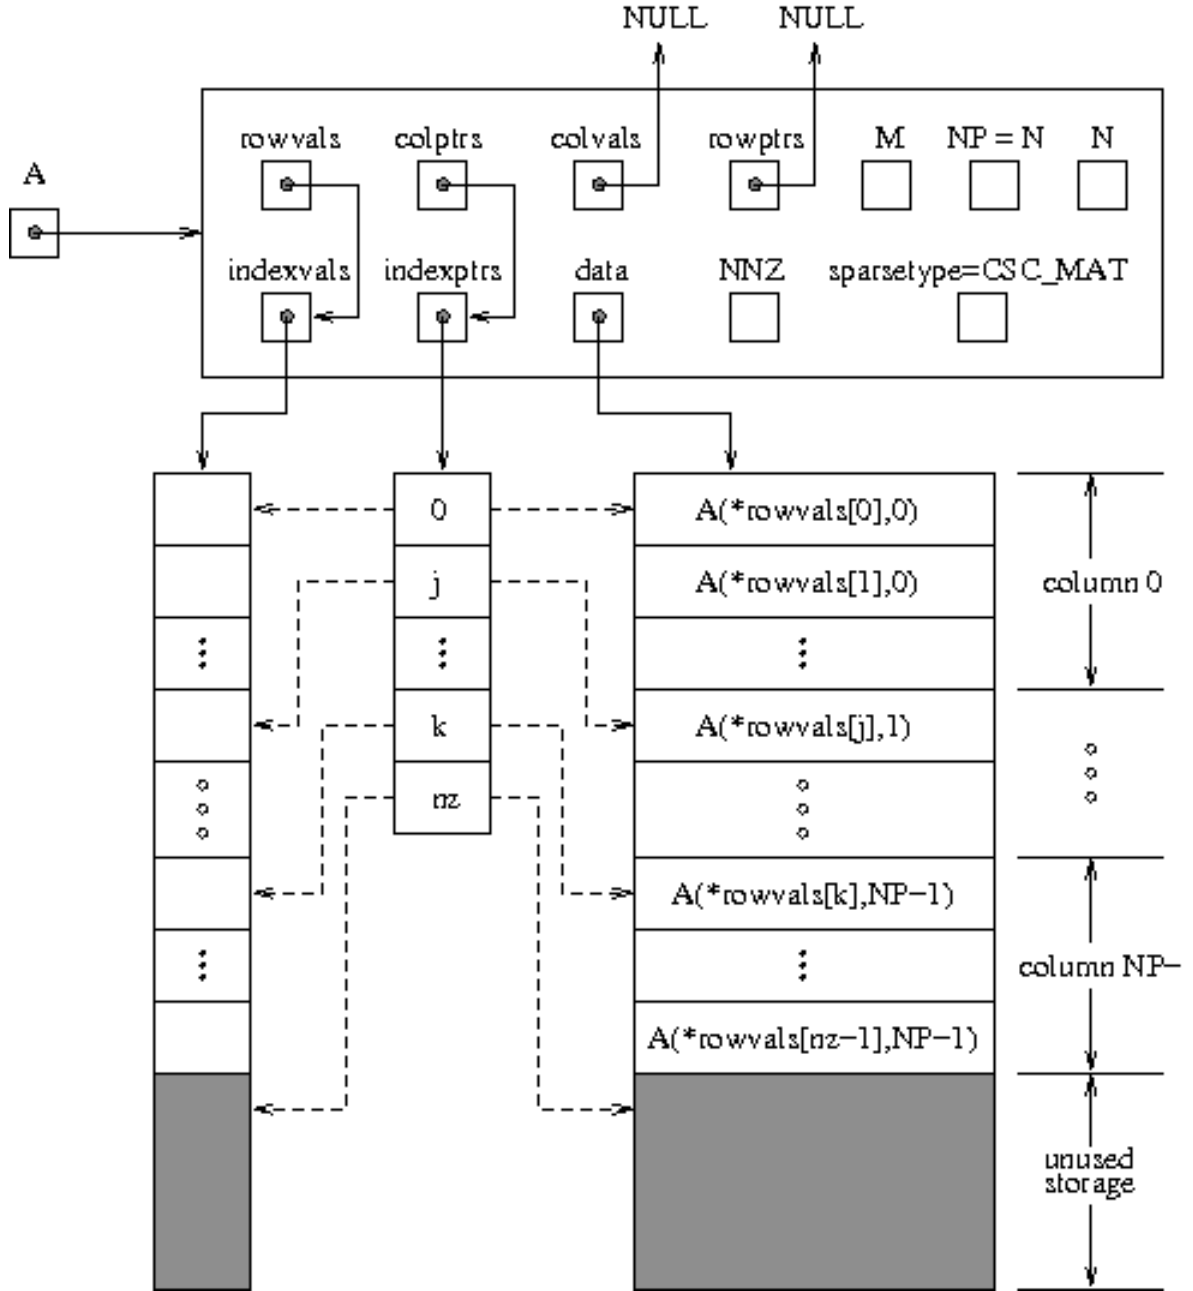 NULL NULL
rowvals colptrs colvals rowptrs M NP = N N
A
indexvals indexptrs data NNZ sparsetype=CSC_MAT
0 A(*rowvals[0],0)
j A(*rowvals[1],0) column 0
k A(*rowvals[j],1)
nz
A(*rowvals[k],NP−1)
column NP−
A(*rowvals[nz−1],NP−1)
unused
storage